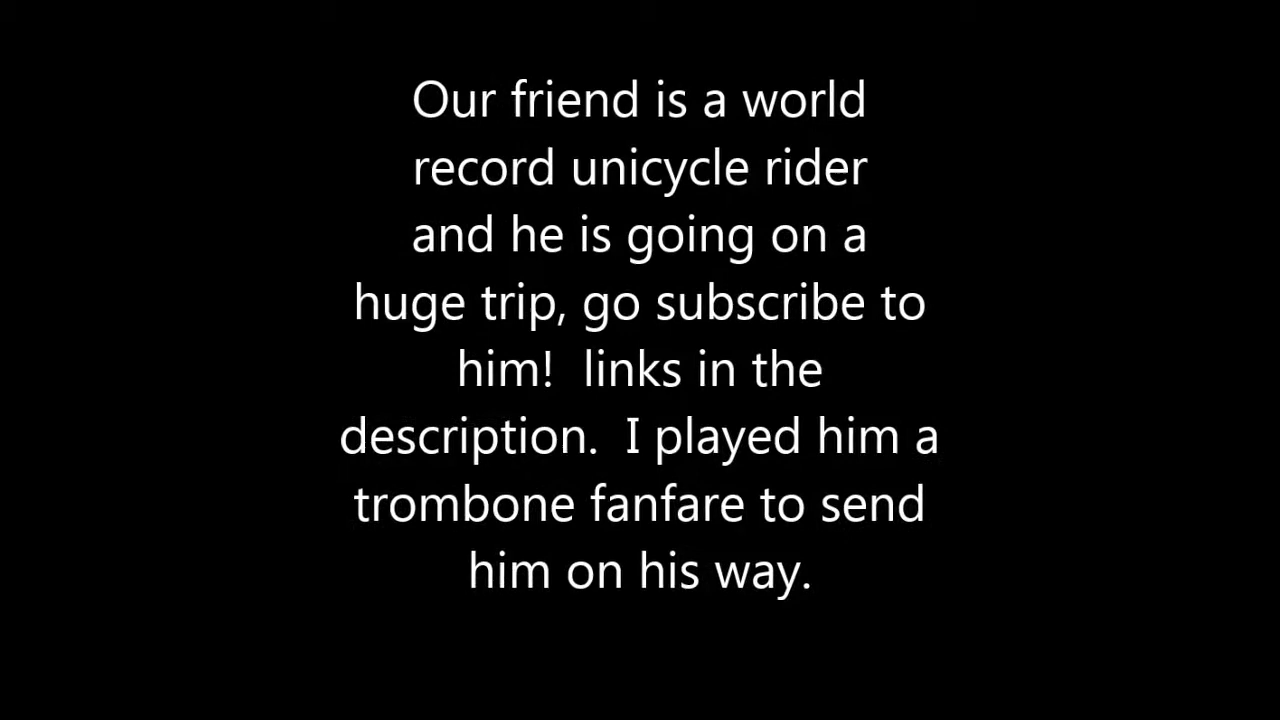 Our friend is a world
record unicycle rider
and he is going on a
huge trip, go subscribe to
him!  links in the
description.  I played him a
trombone fanfare to send
him on his way.